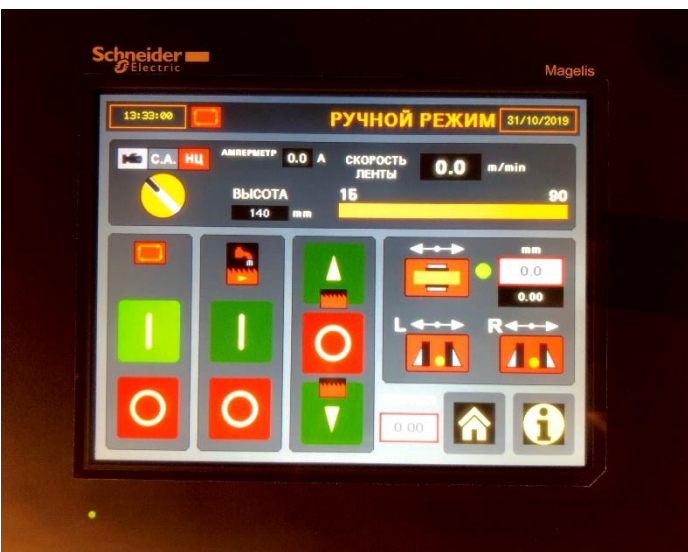 Schneider
Electric
Magelis
13:33:00
РУЧНОЙ РЕЖИМ
31/10/2019
С.А. НЦ
АМПЕРМЕТР 0.0 A
СКОРОСТЬ
ЛЕНТЫ
0.0 m/min
ВЫСОТА
140 mm
15 90
mm
0.0
0.00
m
L R
0.00
i